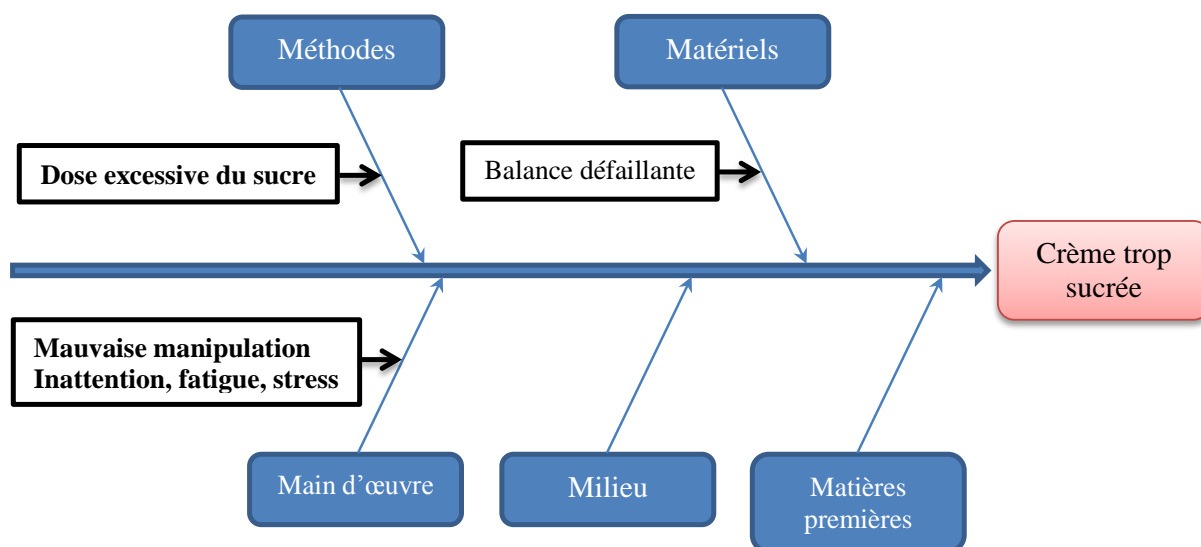 Méthodes
Matériels
Dose excessive du sucre
Balance défaillante
Crème trop
sucrée
Mauvaise manipulation
Inattention, fatigue, stress
Main d’œuvre
Milieu
Matières
premières